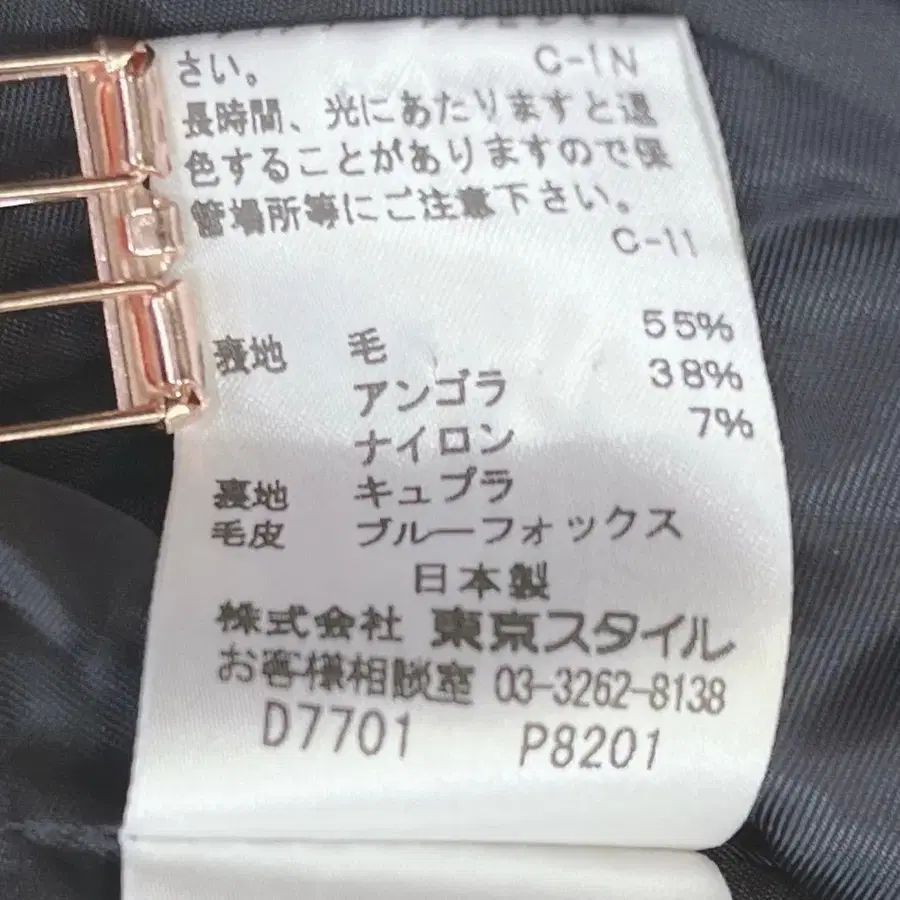 さい。 C-1N
長時間、光にあたりますと退
色することがありますので保
管場所等にご注意下さい。
C-11
表地 毛 55%
アンゴラ 38%
ナイロン 7%
裏地 キュプラ
毛皮 ブルーフォックス
日本製
株式会社 東京スタイル
お客様相談室 03-3262-8138
D7701 P8201